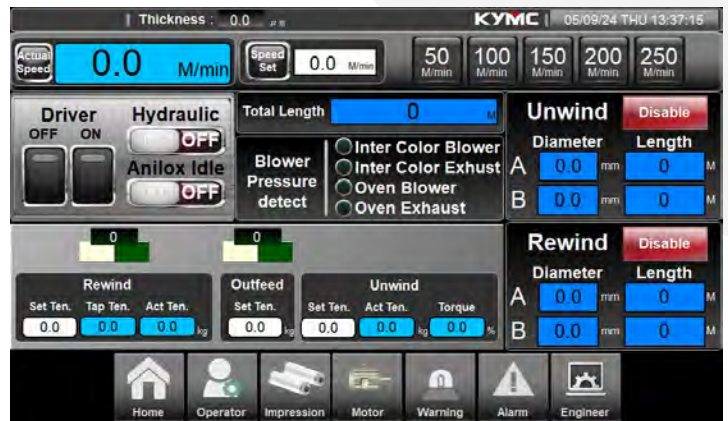 Thickness : 0.0 μm KYMC 05/09/24 THU 13:37:15
Actual Speed 0.0 M/min
Speed Set 0.0 M/min
50 M/min
100 M/min
150 M/min
200 M/min
250 M/min
Driver
OFF ON
Hydraulic
OFF
Anilox Idle
OFF
Total Length 0 M
Blower Pressure detect
Inter Color Blower
Inter Color Exhust
Oven Blower
Oven Exhaust
Unwind Disable
Diameter Length
A 0.0 mm 0 M
B 0.0 mm 0 M
0
0
Rewind
Set Ten. Tap Ten. Act Ten.
0.0 0.0 0.0 kg
Outfeed
Set Ten.
0.0 kg
Unwind
Set Ten. Act Ten. Torque
0.0 0.0 kg 0.0 %
Rewind Disable
Diameter Length
A 0.0 mm 0 M
B 0.0 mm 0 M
Home Operator Impression Motor Warning Alarm Engineer